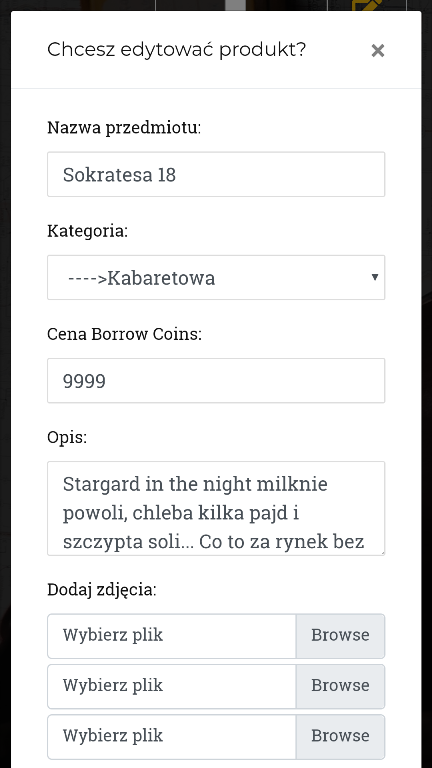 Chcesz edytować produkt?
×
Nazwa przedmiotu:
Sokratesa 18
Kategoria:
---->Kabaretowa
Cena Borrow Coins:
9999
Opis:
Stargard in the night milknie
powoli, chleba kilka pajd i
szczypta soli... Co to za rynek bez
Dodaj zdjęcia:
Wybierz plik Browse
Wybierz plik Browse
Wybierz plik Browse